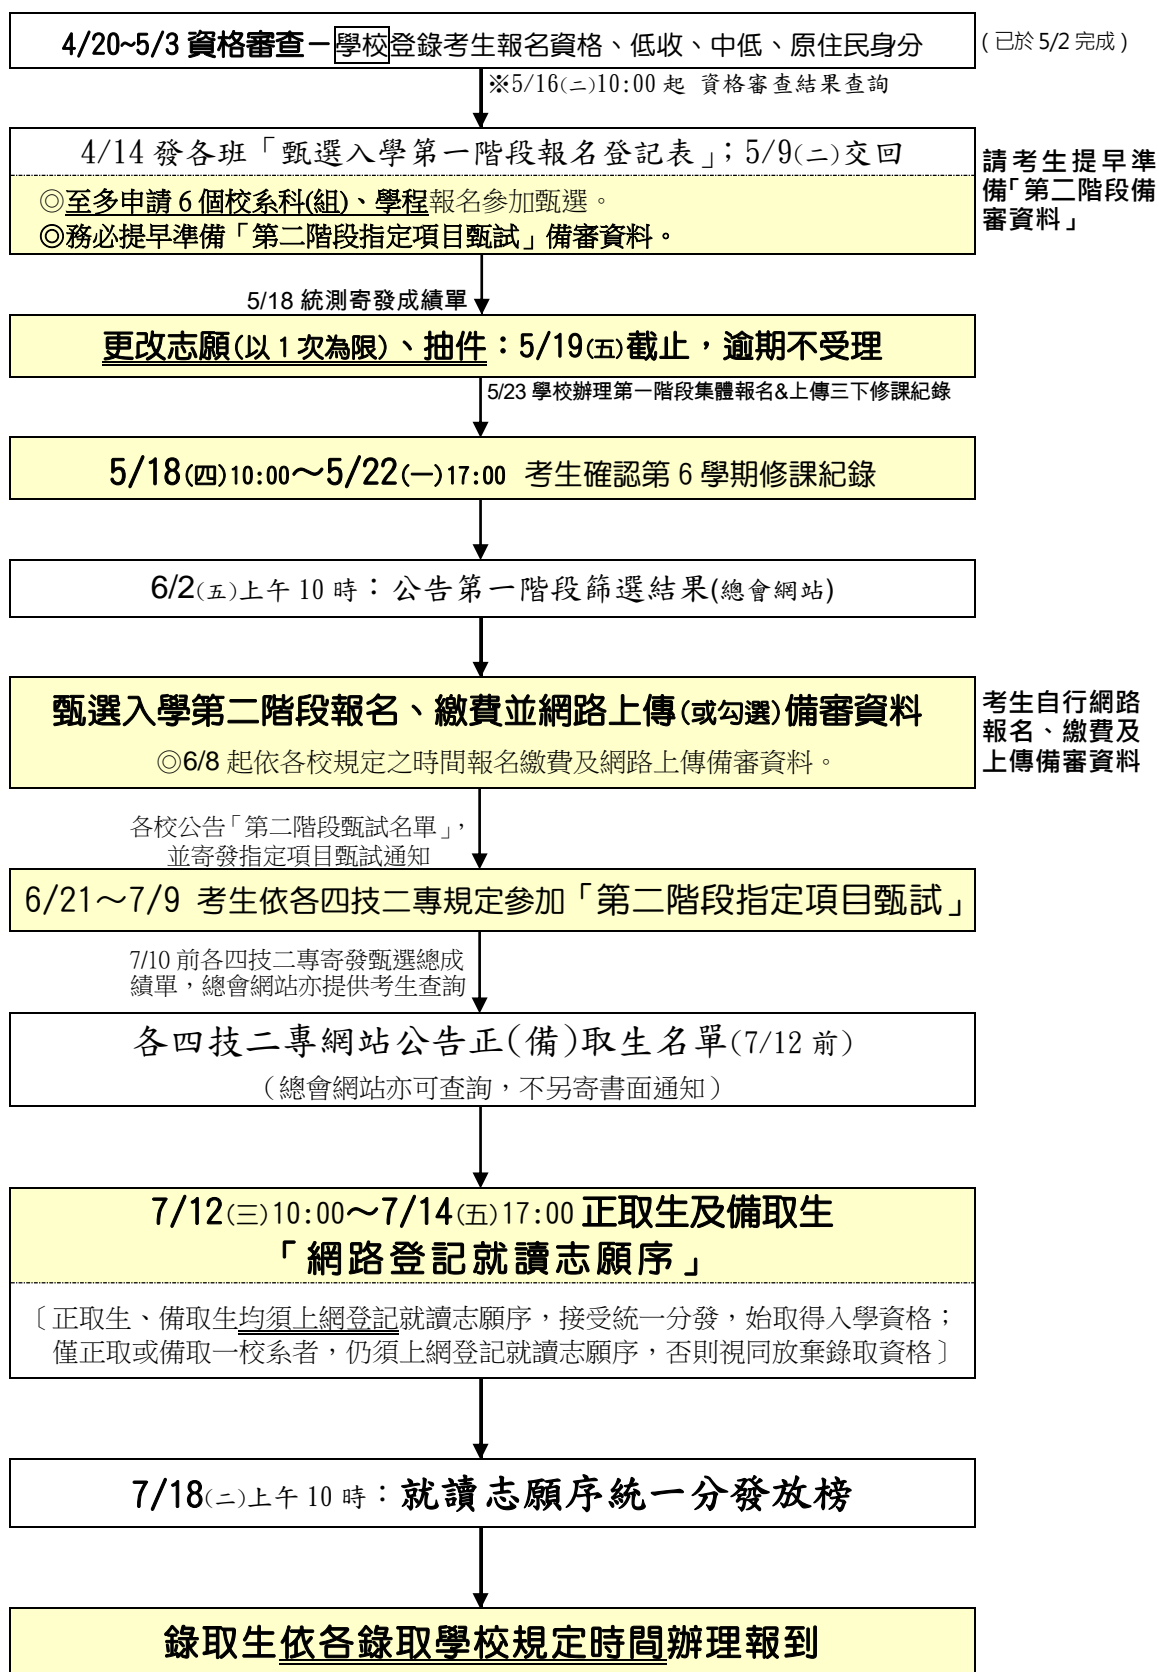 4/20~5/3 資格審查－學校登錄考生報名資格、低收、中低、原住民身分
(已於 5/2 完成)
※5/16(二)10:00 起 資格審查結果查詢
4/14 發各班「甄選入學第一階段報名登記表」；5/9(二)交回
◎至多申請 6 個校系科(組)、學程報名參加甄選。
◎務必提早準備「第二階段指定項目甄試」備審資料。
請考生提早準
備「第二階段備
審資料」
5/18 統測寄發成績單
更改志願(以 1 次為限)、抽件：5/19(五)截止，逾期不受理
5/23 學校辦理第一階段集體報名&上傳三下修課紀錄
5/18(四)10:00～5/22(一)17:00 考生確認第 6 學期修課紀錄
6/2(五)上午 10 時：公告第一階段篩選結果(總會網站)
甄選入學第二階段報名、繳費並網路上傳(或勾選)備審資料
◎6/8 起依各校規定之時間報名繳費及網路上傳備審資料。
考生自行網路
報名、繳費及
上傳備審資料
各校公告「第二階段甄試名單」，
並寄發指定項目甄試通知
6/21～7/9 考生依各四技二專規定參加「第二階段指定項目甄試」
7/10 前各四技二專寄發甄選總成
績單，總會網站亦提供考生查詢
各四技二專網站公告正(備)取生名單(7/12 前)
（總會網站亦可查詢，不另寄書面通知）
7/12(三)10:00～7/14(五)17:00 正取生及備取生
「網路登記就讀志願序」
〔正取生、備取生均須上網登記就讀志願序，接受統一分發，始取得入學資格；
僅正取或備取一校系者，仍須上網登記就讀志願序，否則視同放棄錄取資格〕
7/18(二)上午 10 時：就讀志願序統一分發放榜
錄取生依各錄取學校規定時間辦理報到